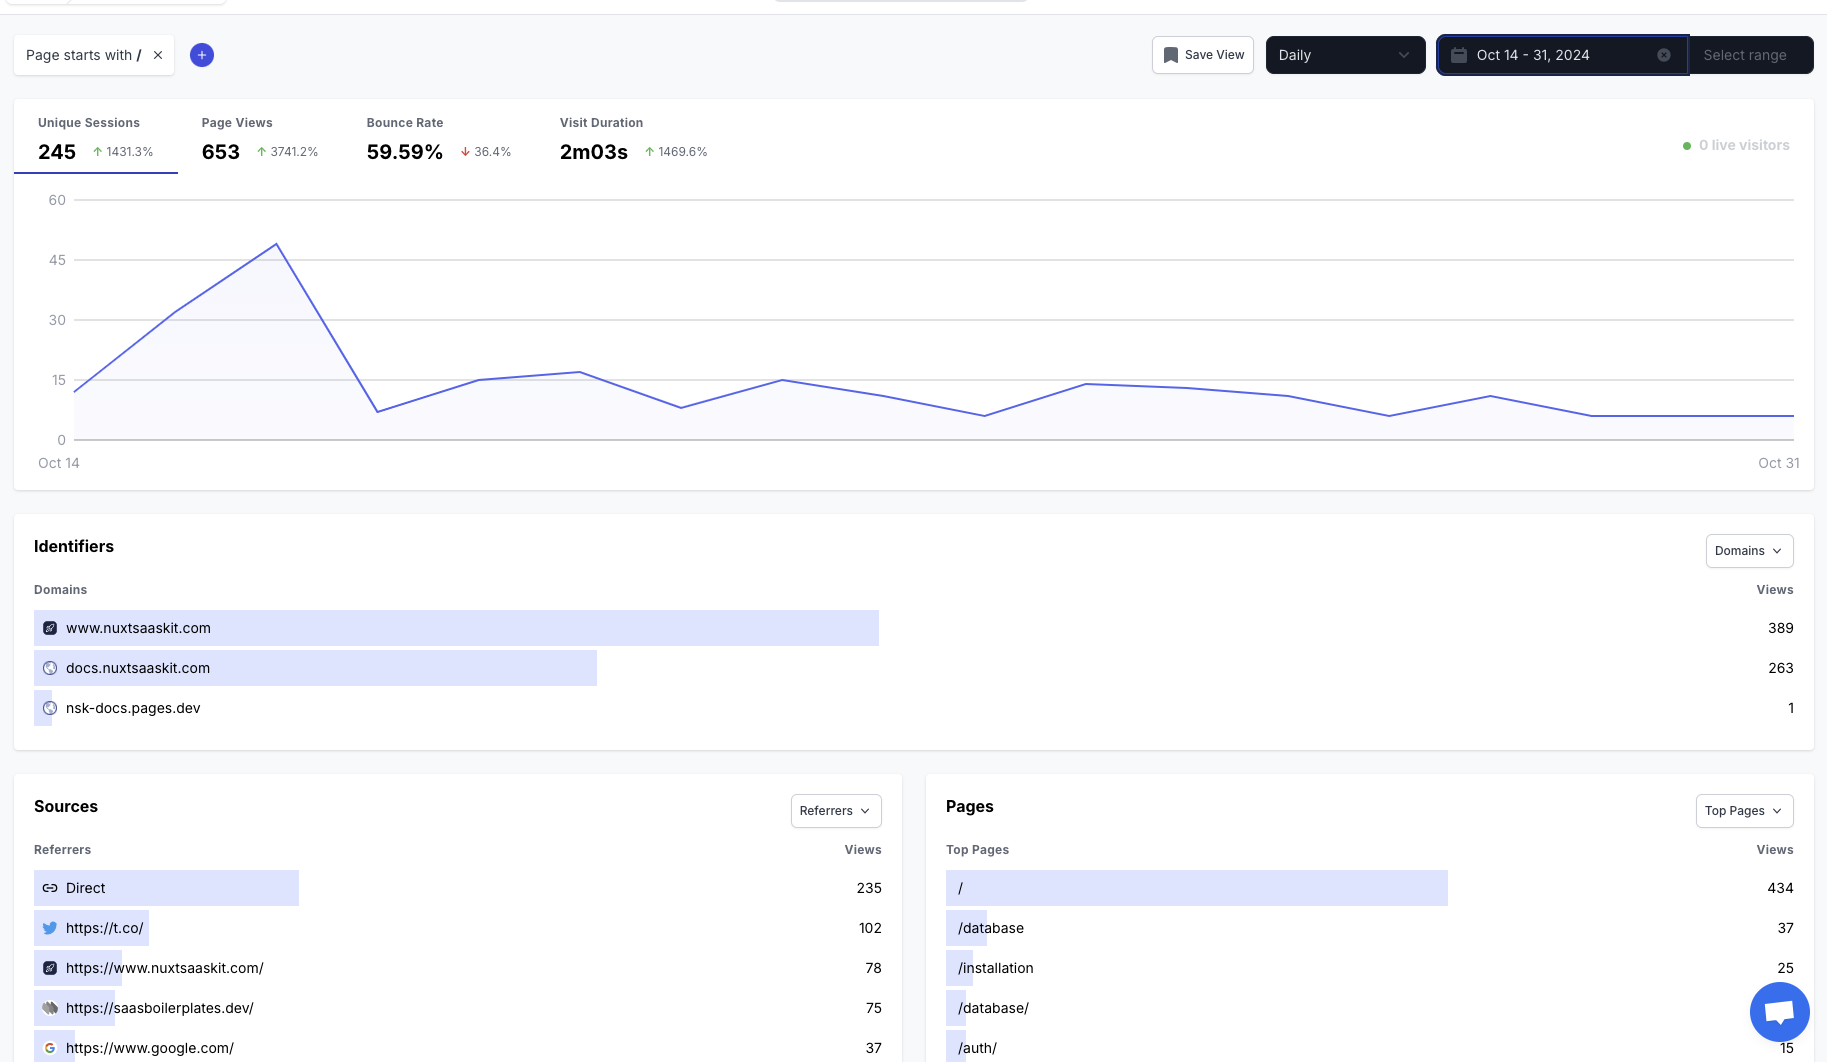 Page starts with /
Save View
Daily
Oct 14 - 31, 2024
Select range
Unique Sessions
245 1431.3%
Page Views
653 3741.2%
Bounce Rate
59.59% 36.4%
Visit Duration
2m03s 1469.6%
0 live visitors
60
45
30
15
0
Oct 14
Oct 31
Identifiers
Domains
Domains Views
www.nuxtsaaskit.com 389
docs.nuxtsaaskit.com 263
nsk-docs.pages.dev 1
Sources
Referrers
Referrers Views
Direct 235
https://t.co/ 102
https://www.nuxtsaaskit.com/ 78
https://saasboilerplates.dev/ 75
https://www.google.com/ 37
Pages
Top Pages
Top Pages Views
/ 434
/database 37
/installation 25
/database/
/auth/ 15